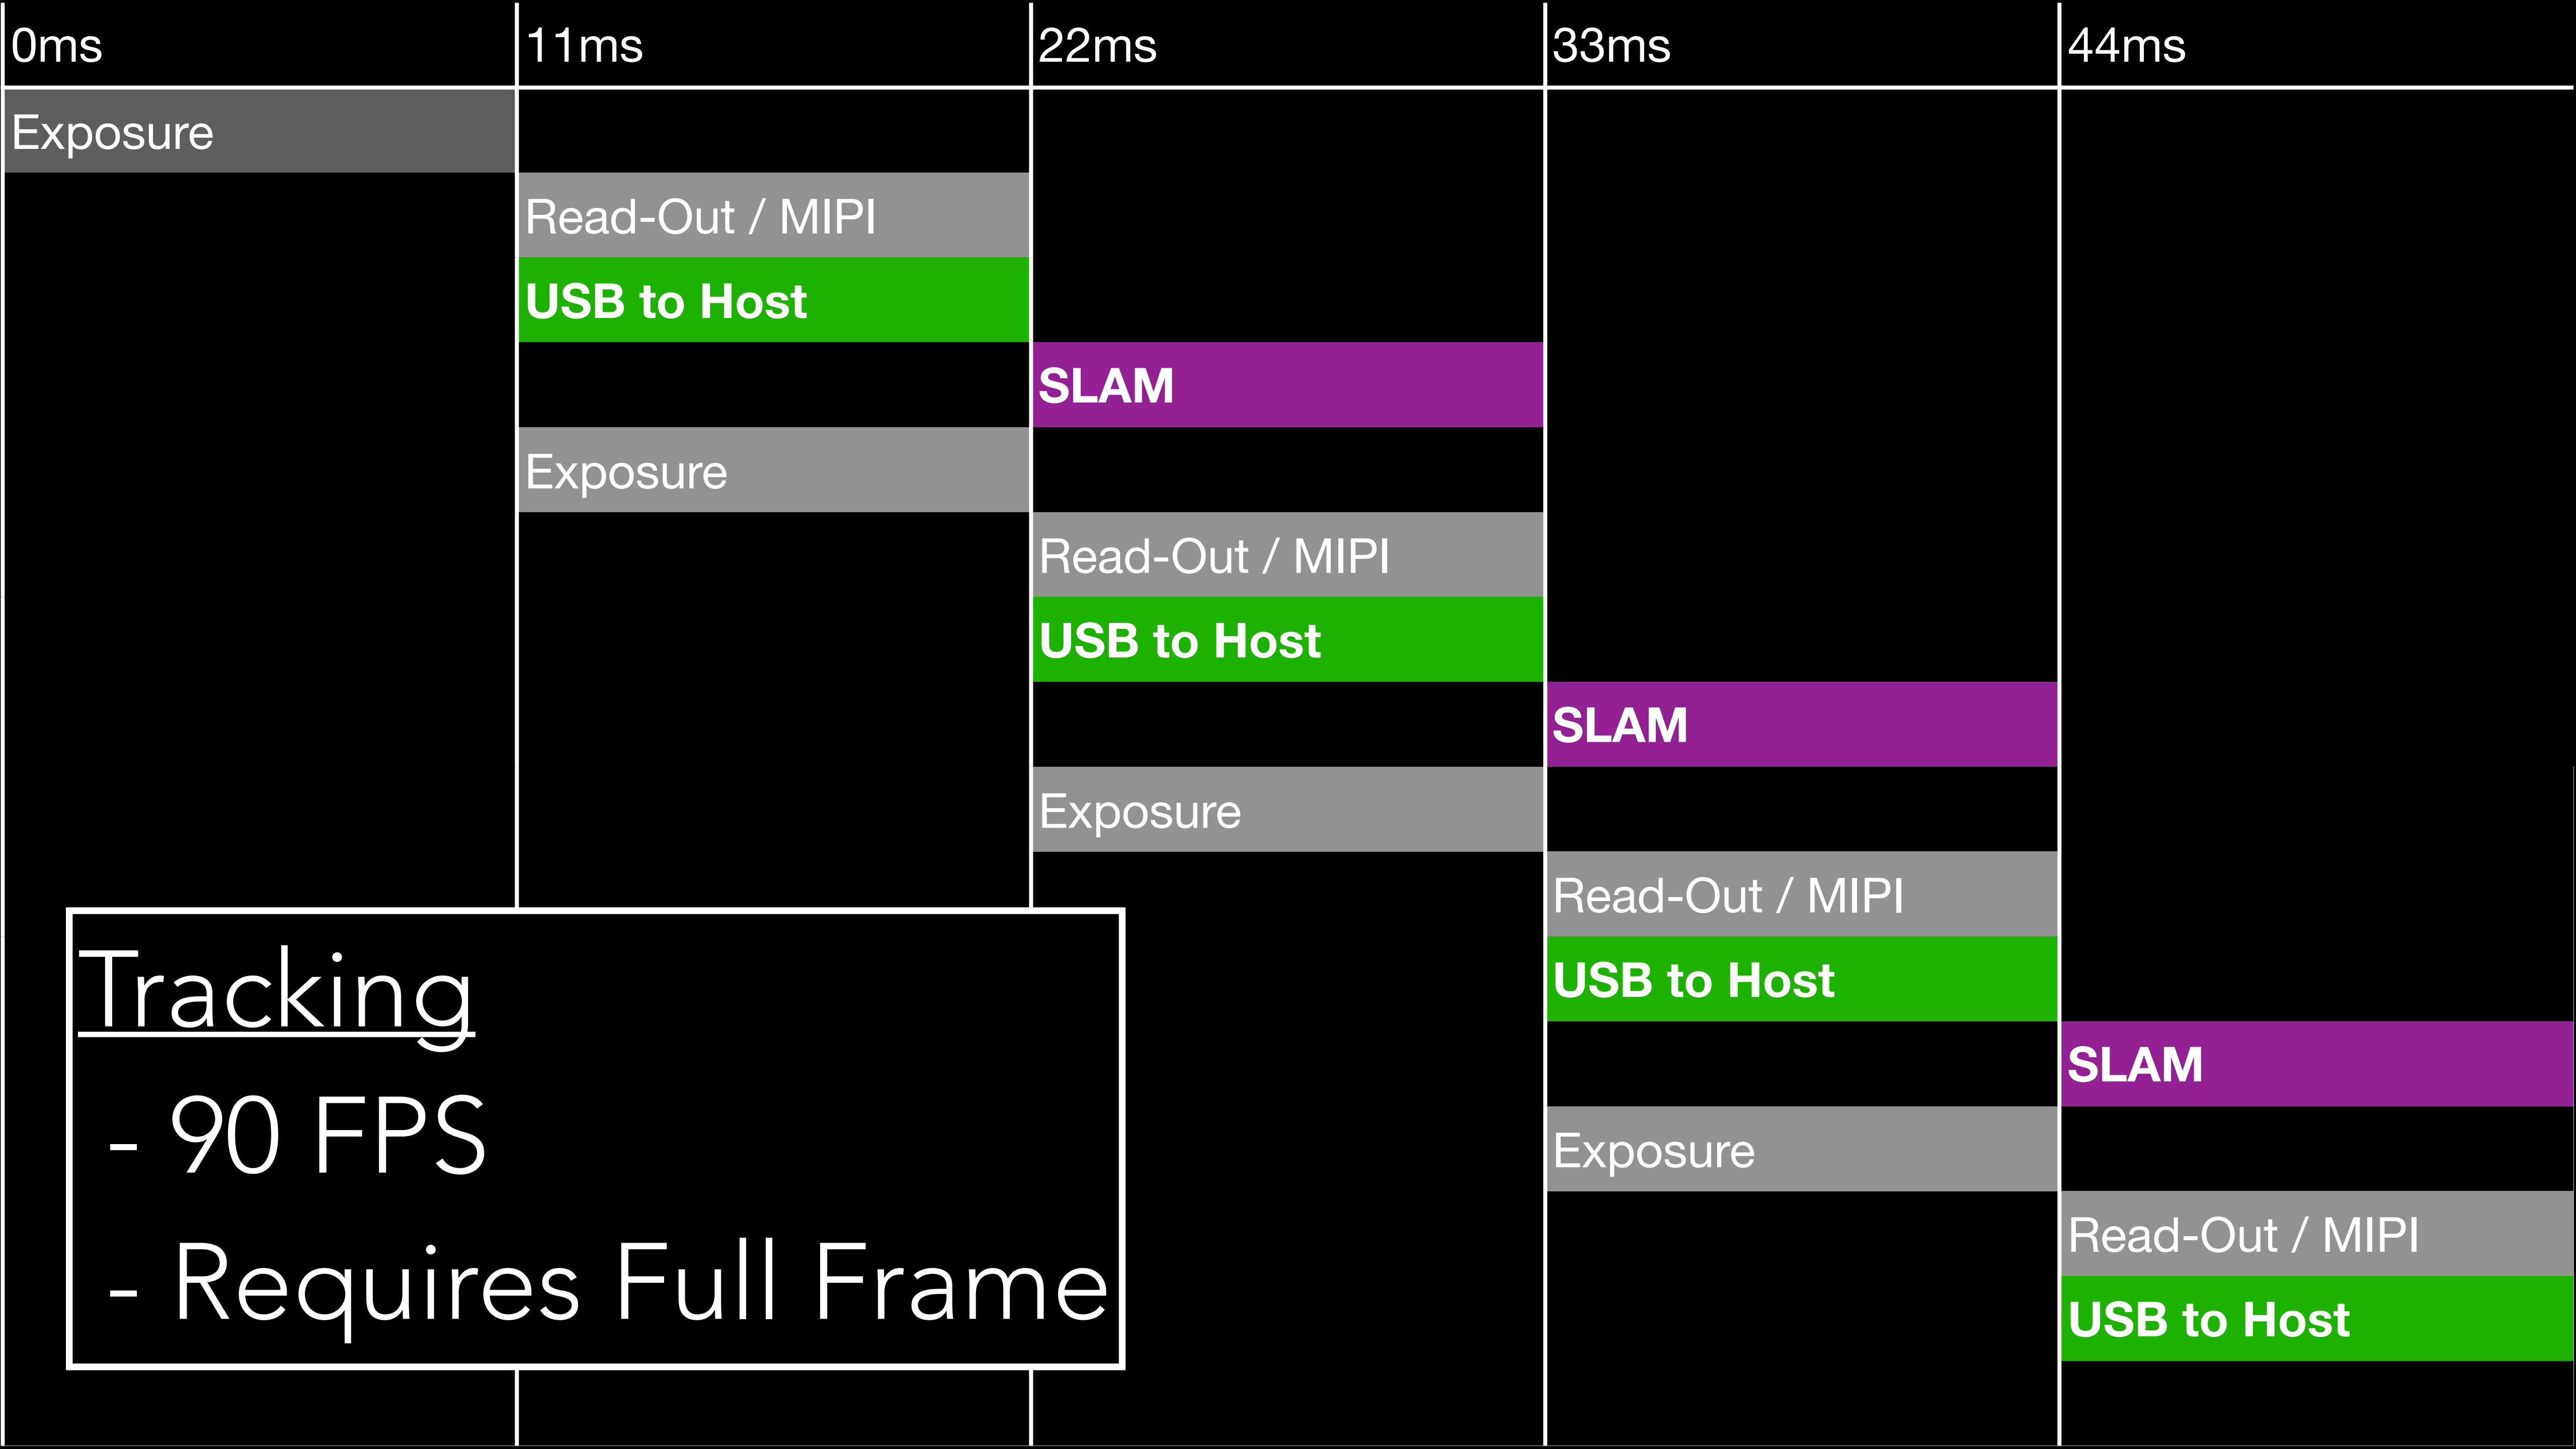 0ms 11ms 22ms 33ms 44ms
Exposure
Read-Out / MIPI
USB to Host
SLAM
Exposure
Read-Out / MIPI
USB to Host
SLAM
Exposure
Read-Out / MIPI
USB to Host
SLAM
Exposure
Read-Out / MIPI
USB to Host
Tracking
- 90 FPS
- Requires Full Frame